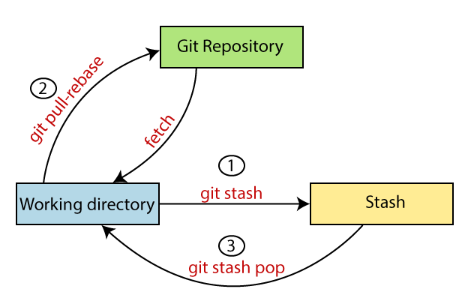 Git Repository
2
git pull-rebase
fetch
1
git stash
Working directory
Stash
3
git stash pop